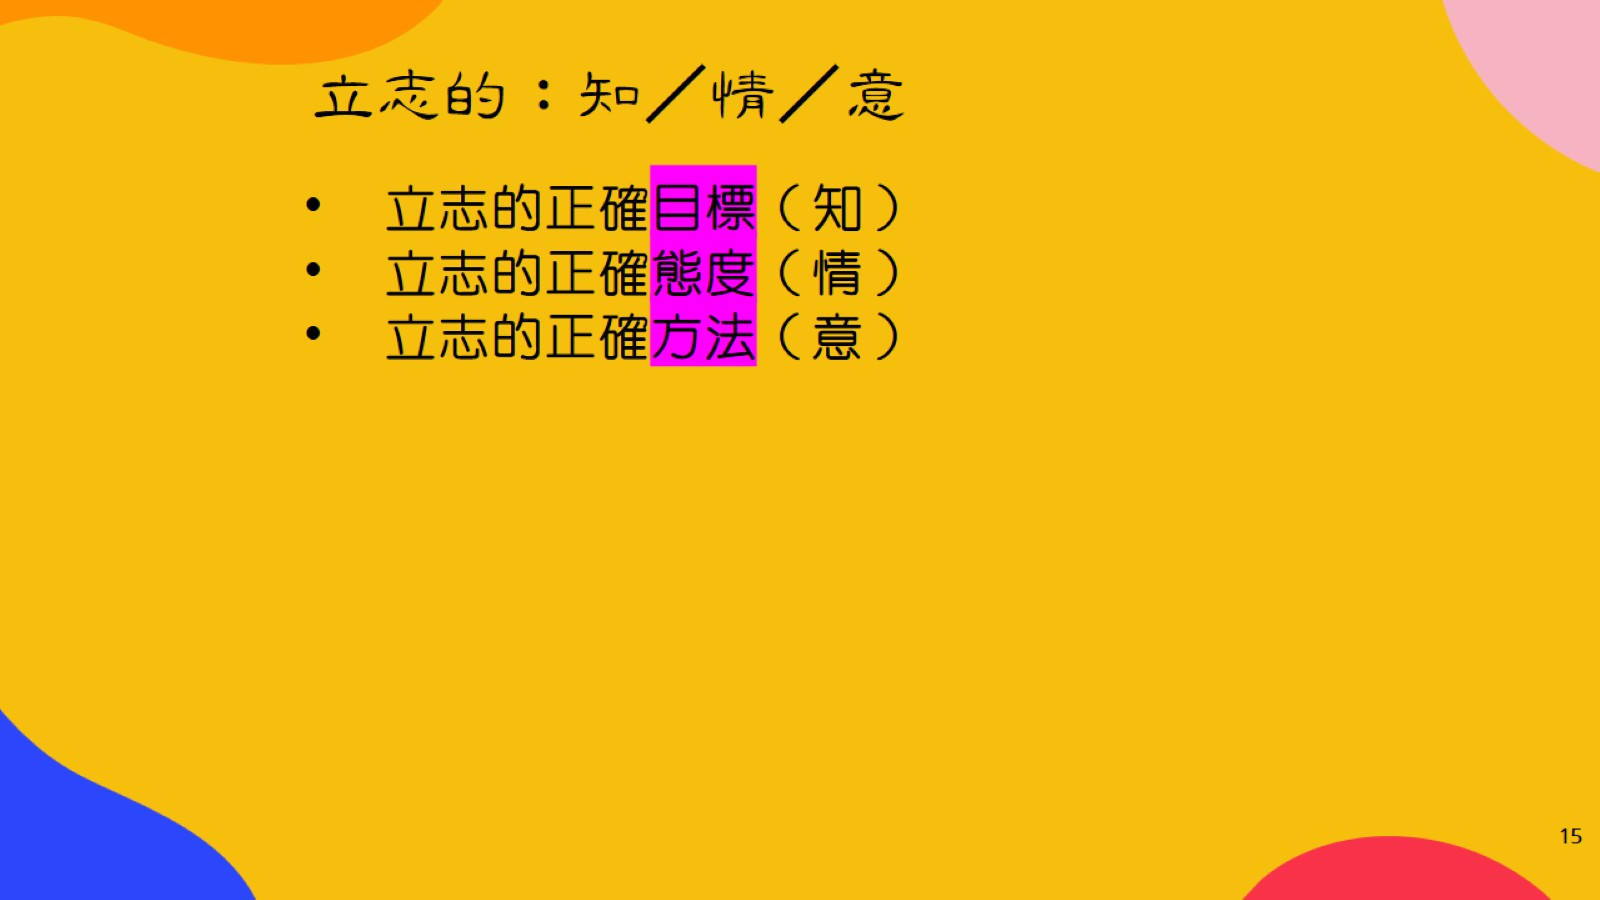 立志的：知／情／意
• 立志的正確目標（知）
• 立志的正確態度（情）
• 立志的正確方法（意）
15